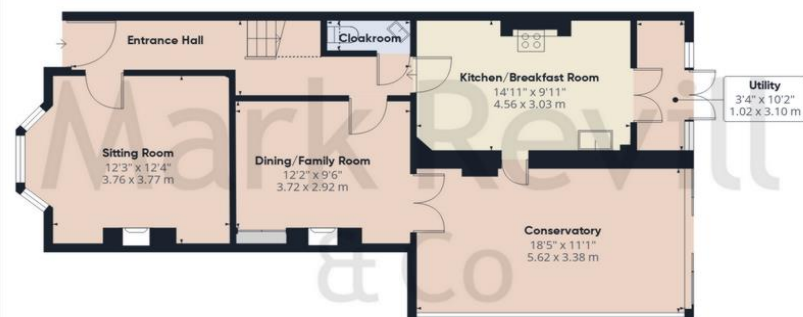 Entrance Hall
Cloakroom
Kitchen/Breakfast Room
14'11" x 9'11"
4.56 x 3.03 m
Utility
3'4" x 10'2"
1.02 x 3.10 m
Sitting Room
12'3" x 12'4"
3.76 x 3.77 m
Dining/Family Room
12'2" x 9'6"
3.72 x 2.92 m
Conservatory
18'5" x 11'1"
5.62 x 3.38 m
Mark Revill
& Co